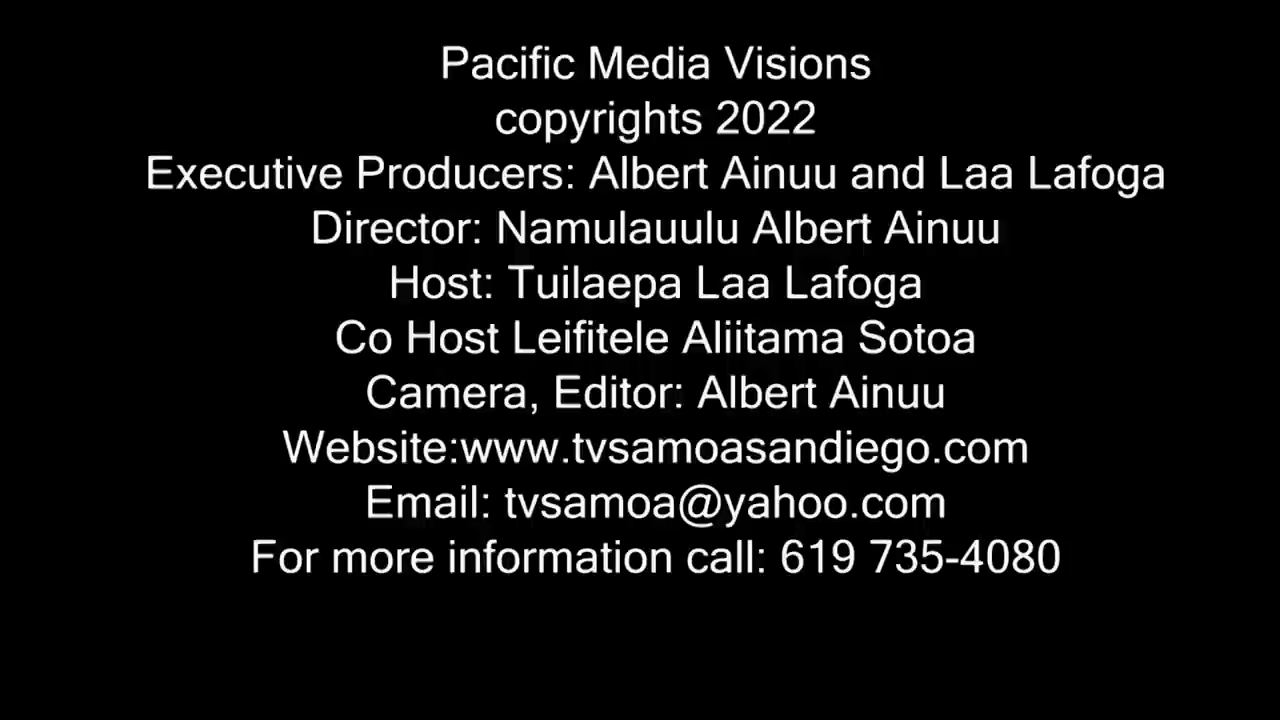 Pacific Media Visions
copyrights 2022
Executive Producers: Albert Ainuu and Laa Lafoga
Director: Namulauulu Albert Ainuu
Host: Tuilaepa Laa Lafoga
Co Host Leifitele Aliitama Sotoa
Camera, Editor: Albert Ainuu
Website:www.tvsamoasandiego.com
Email: tvsamoa@yahoo.com
For more information call: 619 735-4080